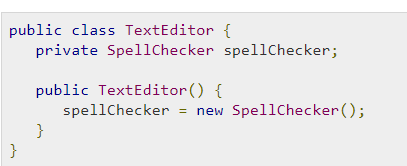 public class TextEditor {
   private SpellChecker spellChecker;

   public TextEditor() {
      spellChecker = new SpellChecker();
   }
}